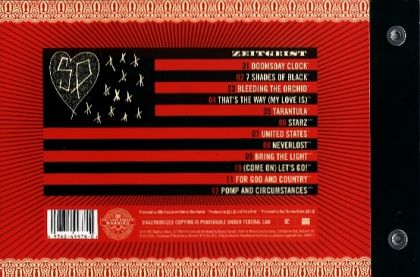 SP
ZEITGEIST
01 DOOMSDAY CLOCK*
02 7 SHADES OF BLACK*
03 BLEEDING THE ORCHID*
04 THAT'S THE WAY (MY LOVE IS)**
05 TARANTULA*
06 STARZ**
07 UNITED STATES*
08 NEVERLOST**
09 BRING THE LIGHT*
10 (COME ON) LET'S GO!**
11 FOR GOD AND COUNTRY**
12 POMP AND CIRCUMSTANCES**
UNAUTHORIZED COPYING IS PUNISHABLE UNDER FEDERAL LAW